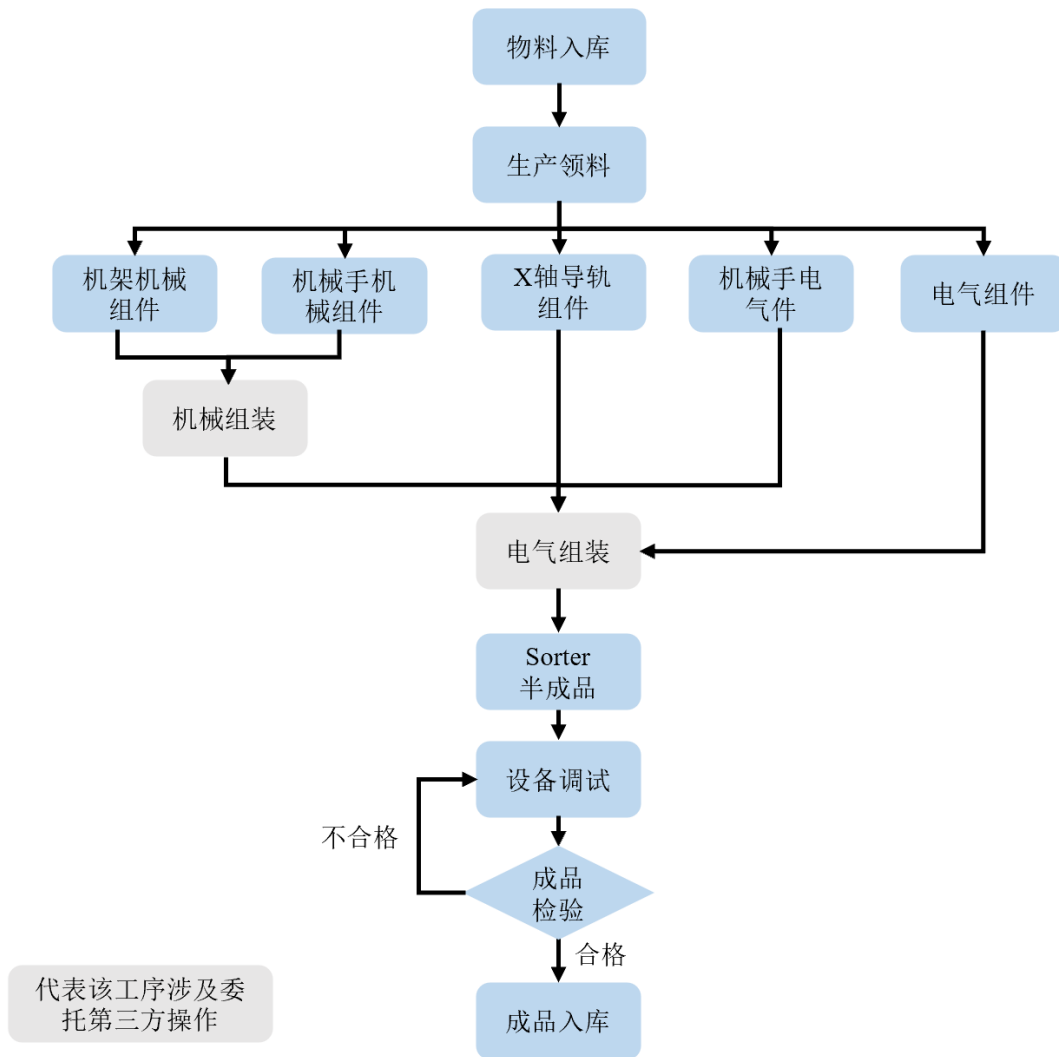 物料入库
生产领料
机架机械
组件
机械手机
械组件
X轴导轨
组件
机械手电
气件
电气组件
机械组装
电气组装
Sorter
半成品
设备调试
不合格
成品
检验
合格
成品入库
代表该工序涉及委
托第三方操作